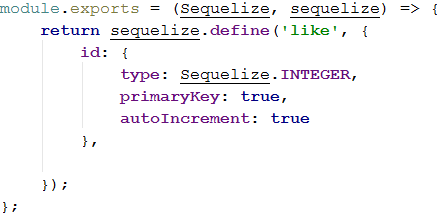 module.exports = (Sequelize, sequelize) => {
    return sequelize.define('like', {
        id: {
            type: Sequelize.INTEGER,
            primaryKey: true,
            autoIncrement: true
        },

    });
};